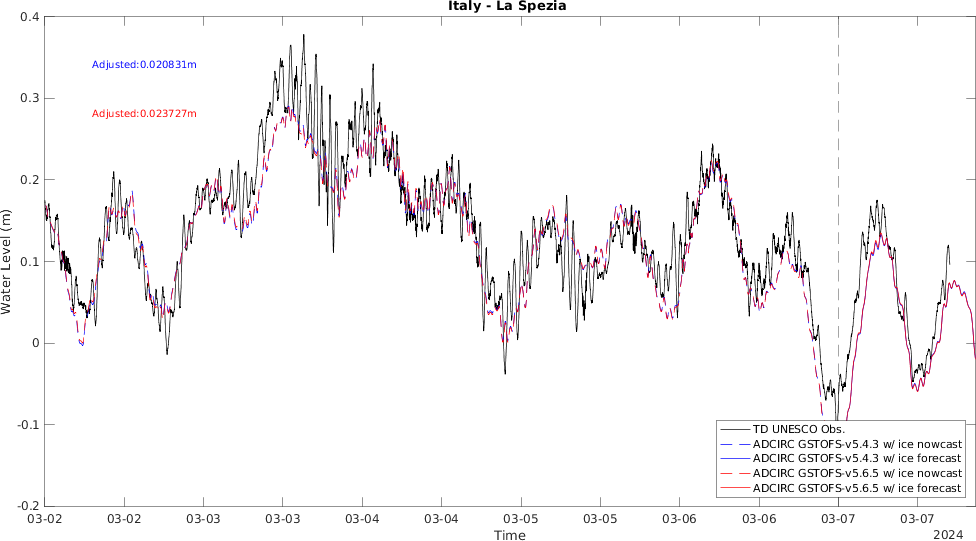 Italy - La Spezia
0.4
Adjusted:0.020831m
0.3
Adjusted:0.023727m
0.2
Water Level (m)
0.1
0
-0.1
TD UNESCO Obs.
ADCIRC GSTOFS-v5.4.3 w/ ice nowcast
ADCIRC GSTOFS-v5.4.3 w/ ice forecast
ADCIRC GSTOFS-v5.6.5 w/ ice nowcast
ADCIRC GSTOFS-v5.6.5 w/ ice forecast
-0.2
03-02 03-02 03-03 03-03 03-04 03-04 03-05 03-05 03-06 03-06 03-07 03-07
Time
2024